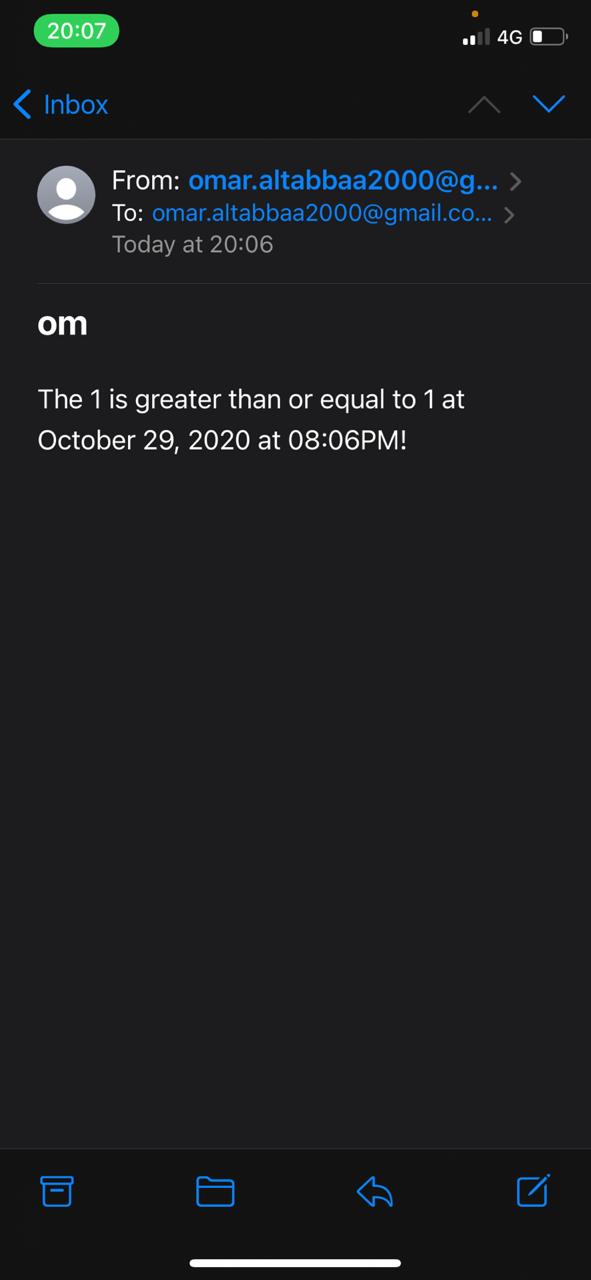 20:07
4G
Inbox
From: omar.altabbaa2000@g...
To: omar.altabbaa2000@gmail.co...
Today at 20:06
om
The 1 is greater than or equal to 1 at
October 29, 2020 at 08:06PM!